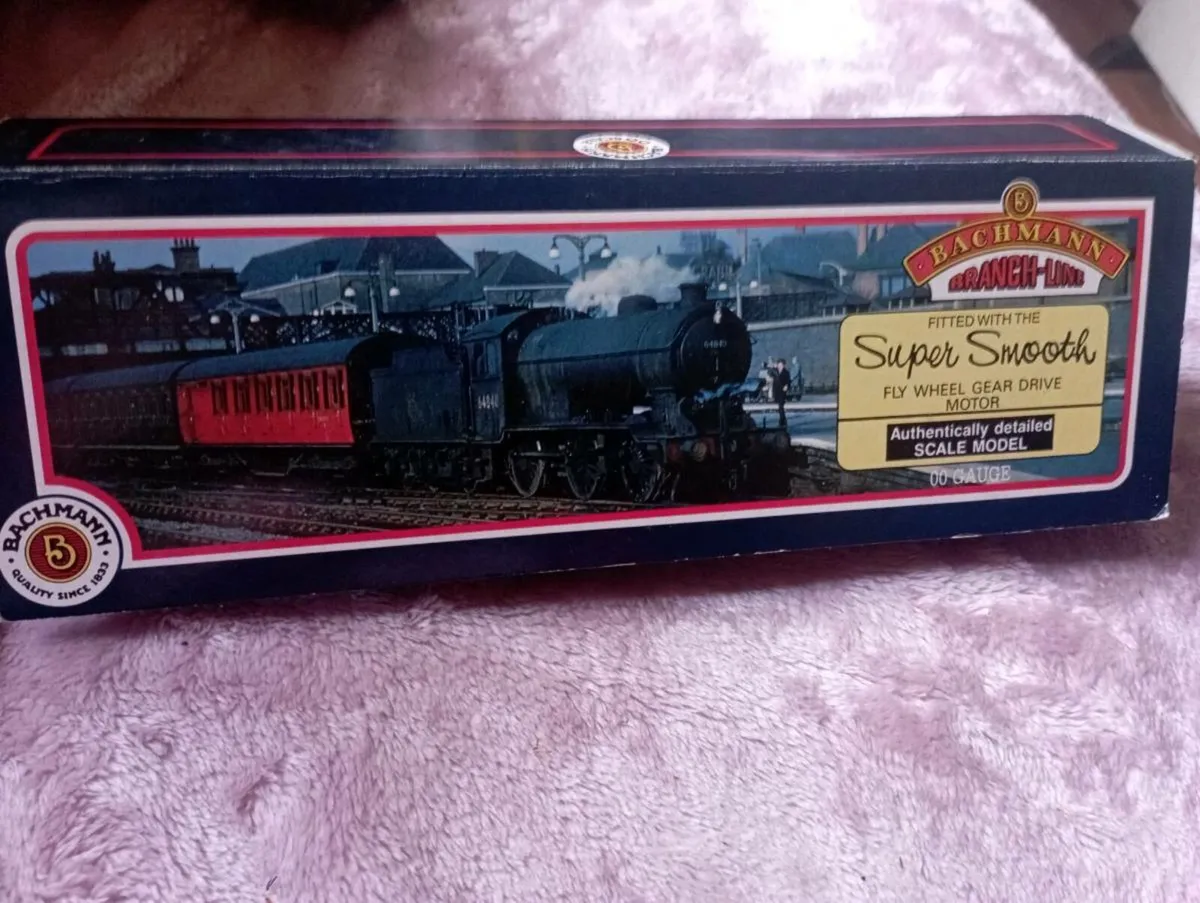 BACHMANN
B
BACHMANN
BRANCH-LINE
FITTED WITH THE
Super Smooth
FLY WHEEL GEAR DRIVE
MOTOR
Authentically detailed
SCALE MODEL
00 GAUGE
BACHMANN
B
QUALITY SINCE 1833